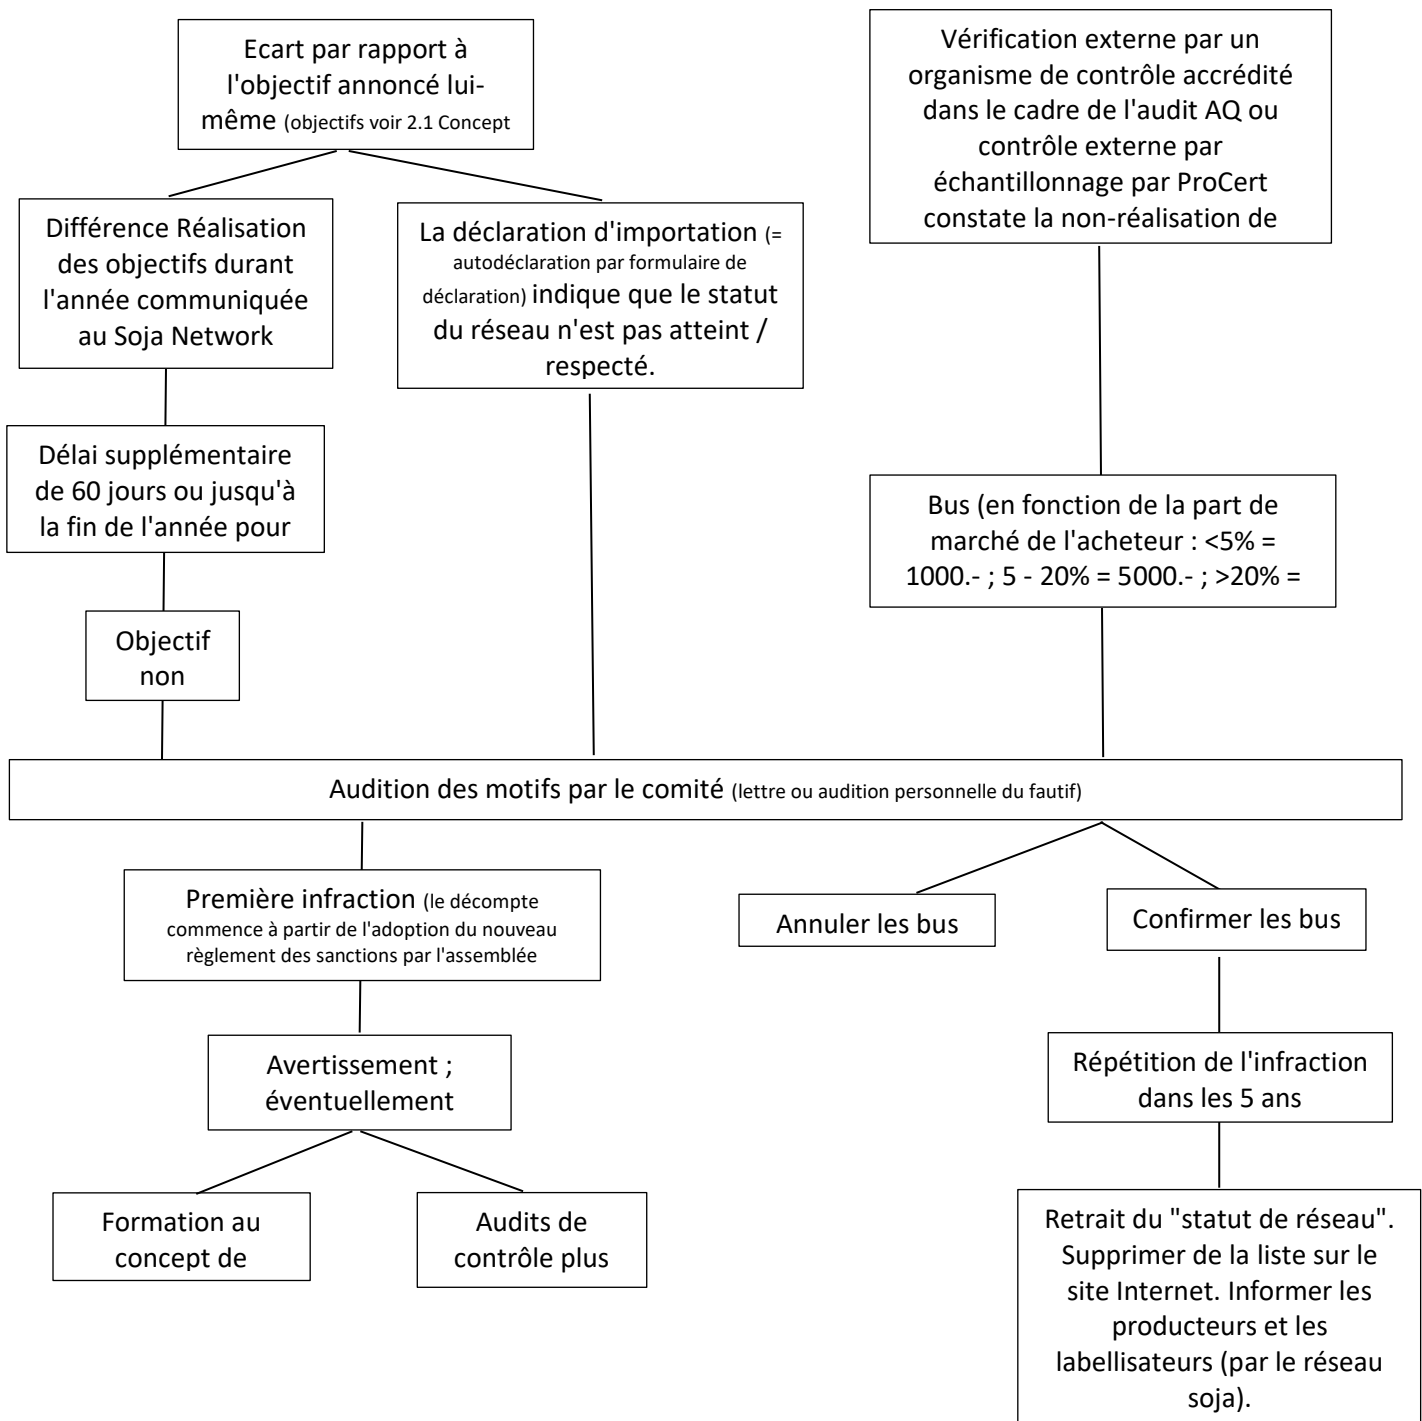 Ecart par rapport à
l'objectif annoncé lui-
même (objectifs voir 2.1 Concept
Vérification externe par un
organisme de contrôle accrédité
dans le cadre de l'audit AQ ou
contrôle externe par
échantillonnage par ProCert
constate la non-réalisation de
Différence Réalisation
des objectifs durant
l'année communiquée
au Soja Network
La déclaration d'importation (=
autodéclaration par formulaire de
déclaration) indique que le statut
du réseau n'est pas atteint /
respecté.
Délai supplémentaire
de 60 jours ou jusqu'à
la fin de l'année pour
Bus (en fonction de la part de
marché de l'acheteur : <5% =
1000.- ; 5 - 20% = 5000.- ; >20% =
Objectif
non
Audition des motifs par le comité (lettre ou audition personnelle du fautif)
Première infraction (le décompte
commence à partir de l'adoption du nouveau
règlement des sanctions par l'assemblée
Annuler les bus
Confirmer les bus
Avertissement ;
éventuellement
Répétition de l'infraction
dans les 5 ans
Formation au
concept de
Audits de
contrôle plus
Retrait du "statut de réseau".
Supprimer de la liste sur le
site Internet. Informer les
producteurs et les
labellisateurs (par le réseau
soja).